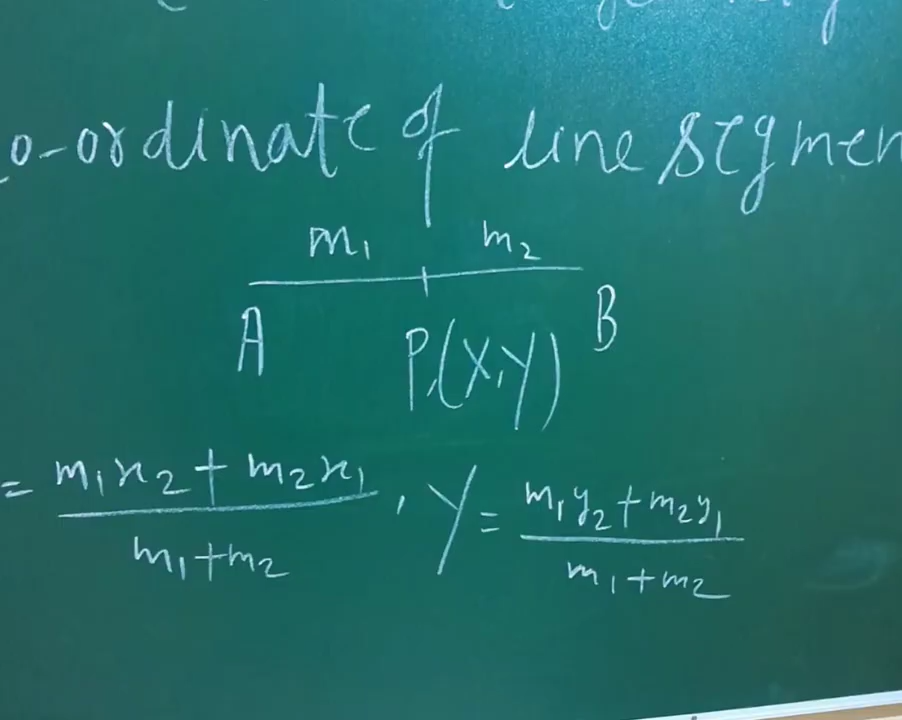 o-ordinate of line segmen
m₁ m₂
A P,(X,Y) B
= m₁x₂ + m₂x₁ / m₁+m₂ , Y = m₁y₂+m₂y₁ / m₁+m₂